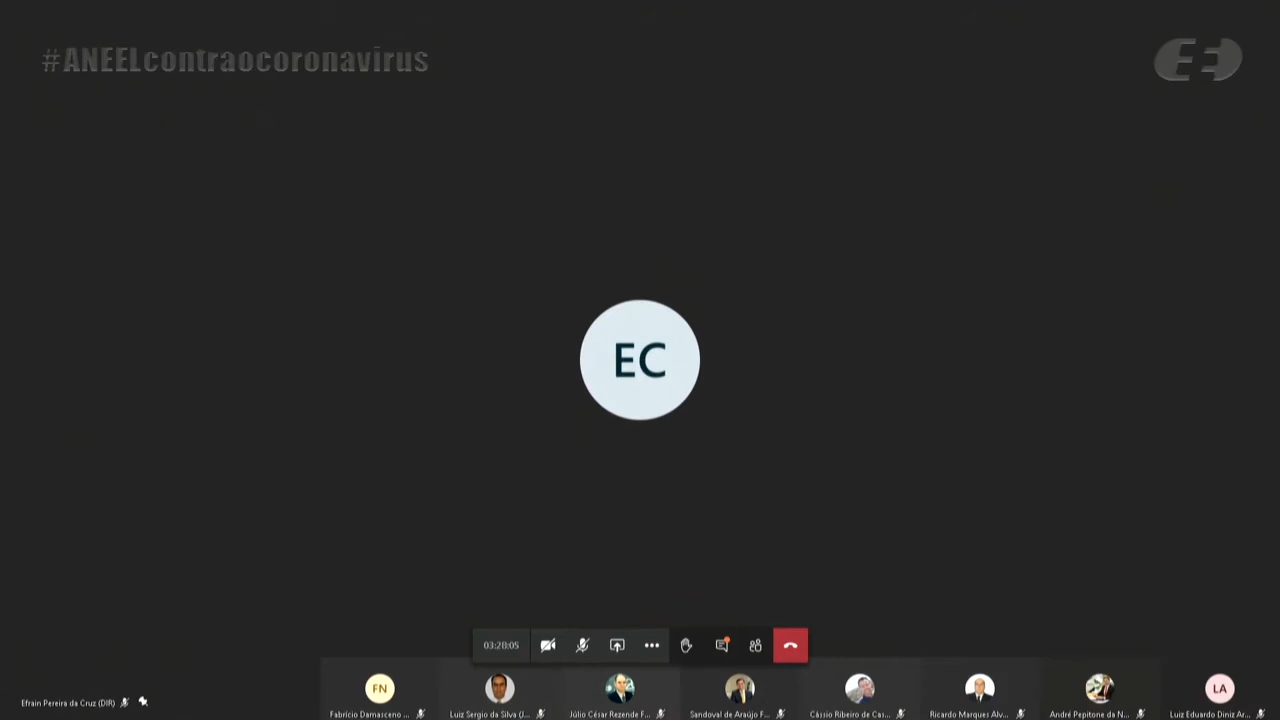 #ANEELcontraocoronavirus
EC
03:28:05
FN
LA
Efrain Pereira da Cruz (DIR)
Fabrício Damasceno ...
Luiz Sergio da Silva (J...
Júlio César Rezende F...
Sandoval de Araújo F...
Cássio Ribeiro de Cas...
Ricardo Marques Alv...
André Pepitone da N...
Luiz Eduardo Diniz Ar...